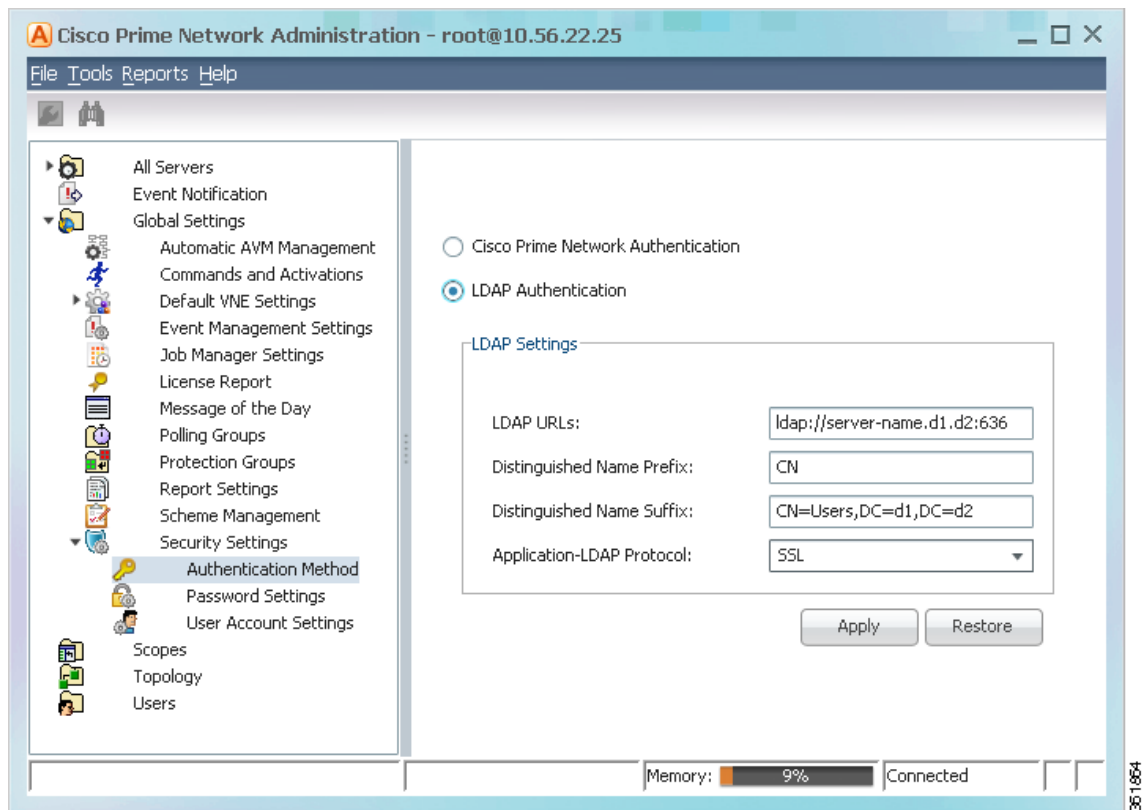 Cisco Prime Network Administration - root@10.56.22.25
File Tools Reports Help
All Servers
Event Notification
Global Settings
Automatic AVM Management
Commands and Activations
Default VNE Settings
Event Management Settings
Job Manager Settings
License Report
Message of the Day
Polling Groups
Protection Groups
Report Settings
Scheme Management
Security Settings
Authentication Method
Password Settings
User Account Settings
Scopes
Topology
Users
Cisco Prime Network Authentication
LDAP Authentication
LDAP Settings
LDAP URLs: ldap://server-name.d1.d2:636
Distinguished Name Prefix: CN
Distinguished Name Suffix: CN=Users,DC=d1,DC=d2
Application-LDAP Protocol: SSL
Apply Restore
Memory: 9% Connected
361864